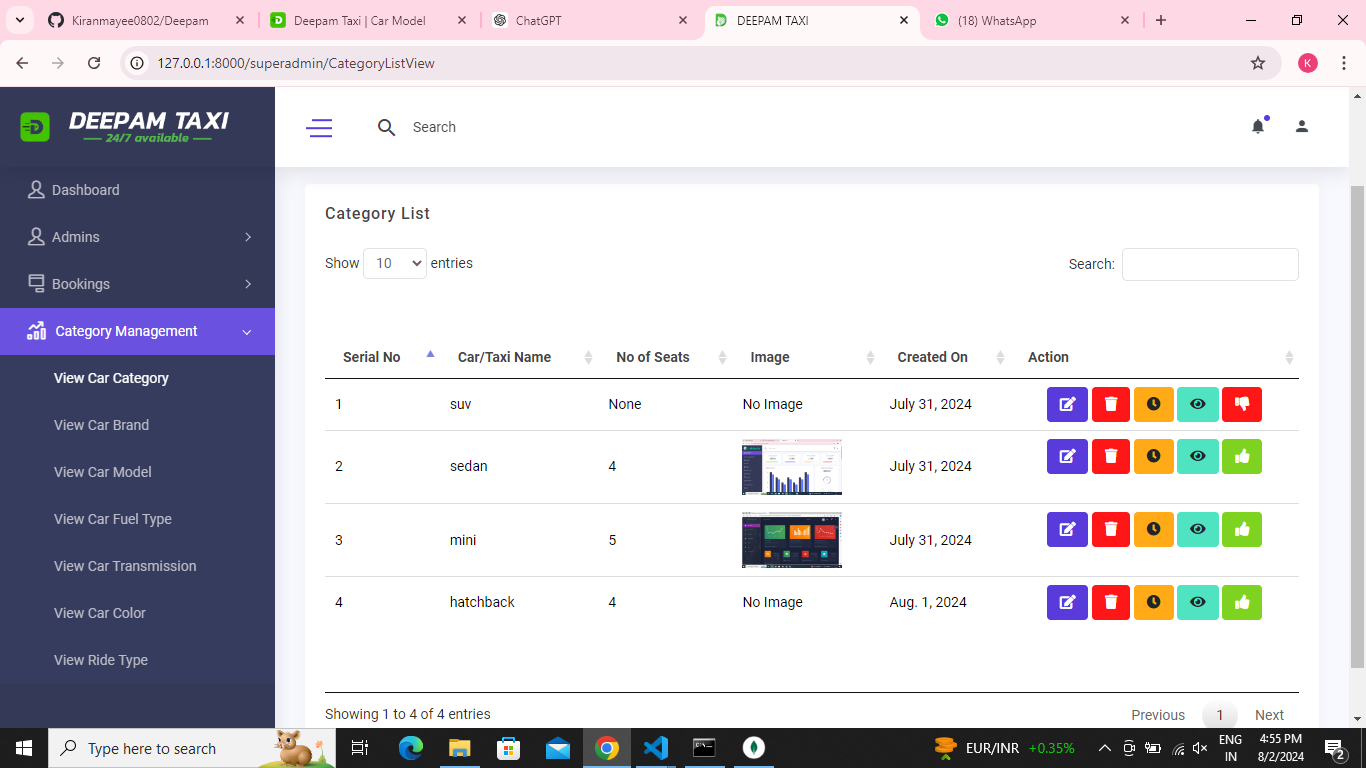 Kiranmayee0802/Deepam
Deepam Taxi | Car Model
ChatGPT
DEEPAM TAXI
(18) WhatsApp
127.0.0.1:8000/superadmin/CategoryListView
K
DEEPAM TAXI
24/7 available
Search
Dashboard
Admins
Bookings
Category Management
View Car Category
View Car Brand
View Car Model
View Car Fuel Type
View Car Transmission
View Car Color
View Ride Type
Category List
Show 10 entries
Search:
Serial No Car/Taxi Name No of Seats Image Created On Action
1 suv None No Image July 31, 2024
2 sedan 4 July 31, 2024
3 mini 5 July 31, 2024
4 hatchback 4 No Image Aug. 1, 2024
Showing 1 to 4 of 4 entries
Previous 1 Next
Type here to search
EUR/INR +0.35%
ENG
IN
4:55 PM
8/2/2024
2